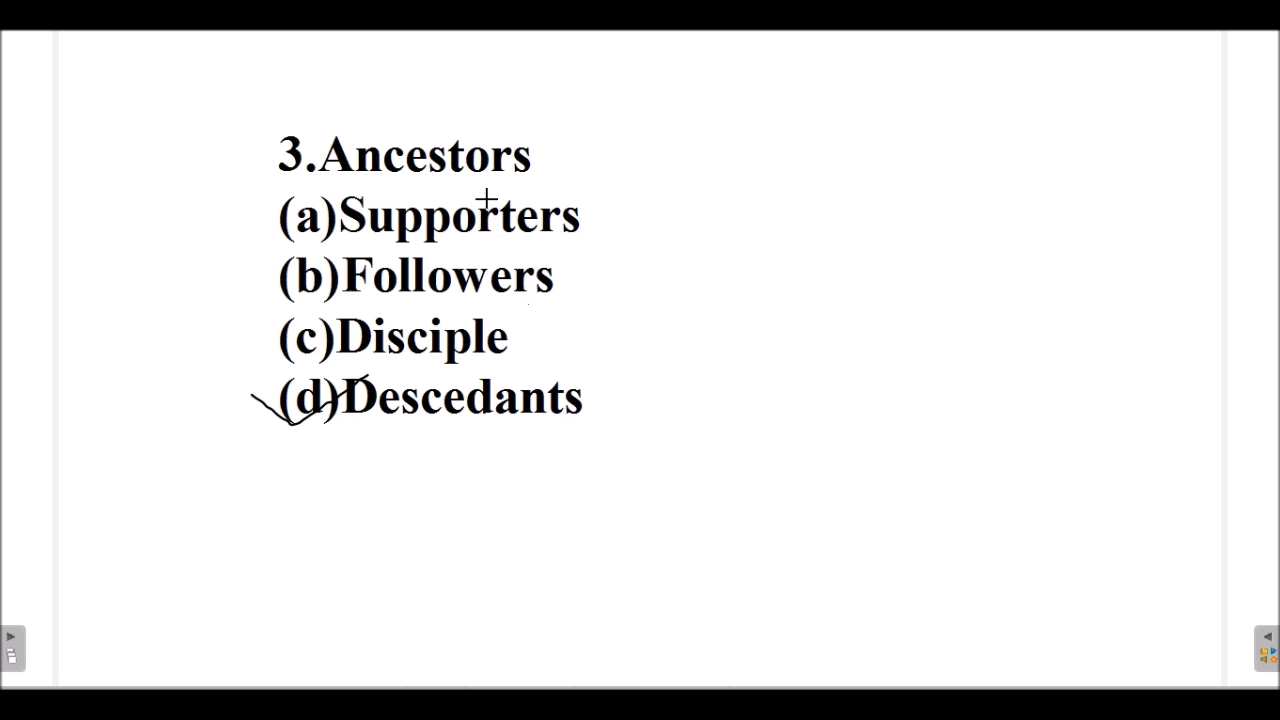 3.Ancestors
(a)Supporters
(b)Followers
(c)Disciple
(d)Descedants